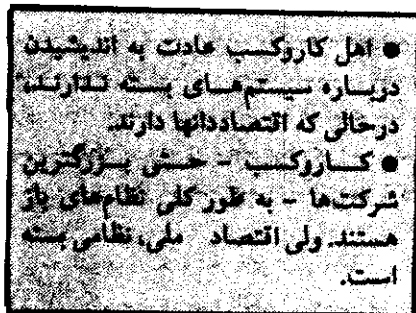 ● اهل کاروکسب عادت به اندیشیدن
درباره سیستم‌های بسته ندارند،
درحالی که اقتصاددانها دارند.
● کاروکسب - حتی بزرگترین
شرکت‌ها - به طور کلی نظام‌های باز
هستند. ولی اقتصاد ملی، نظامی بسته
است.